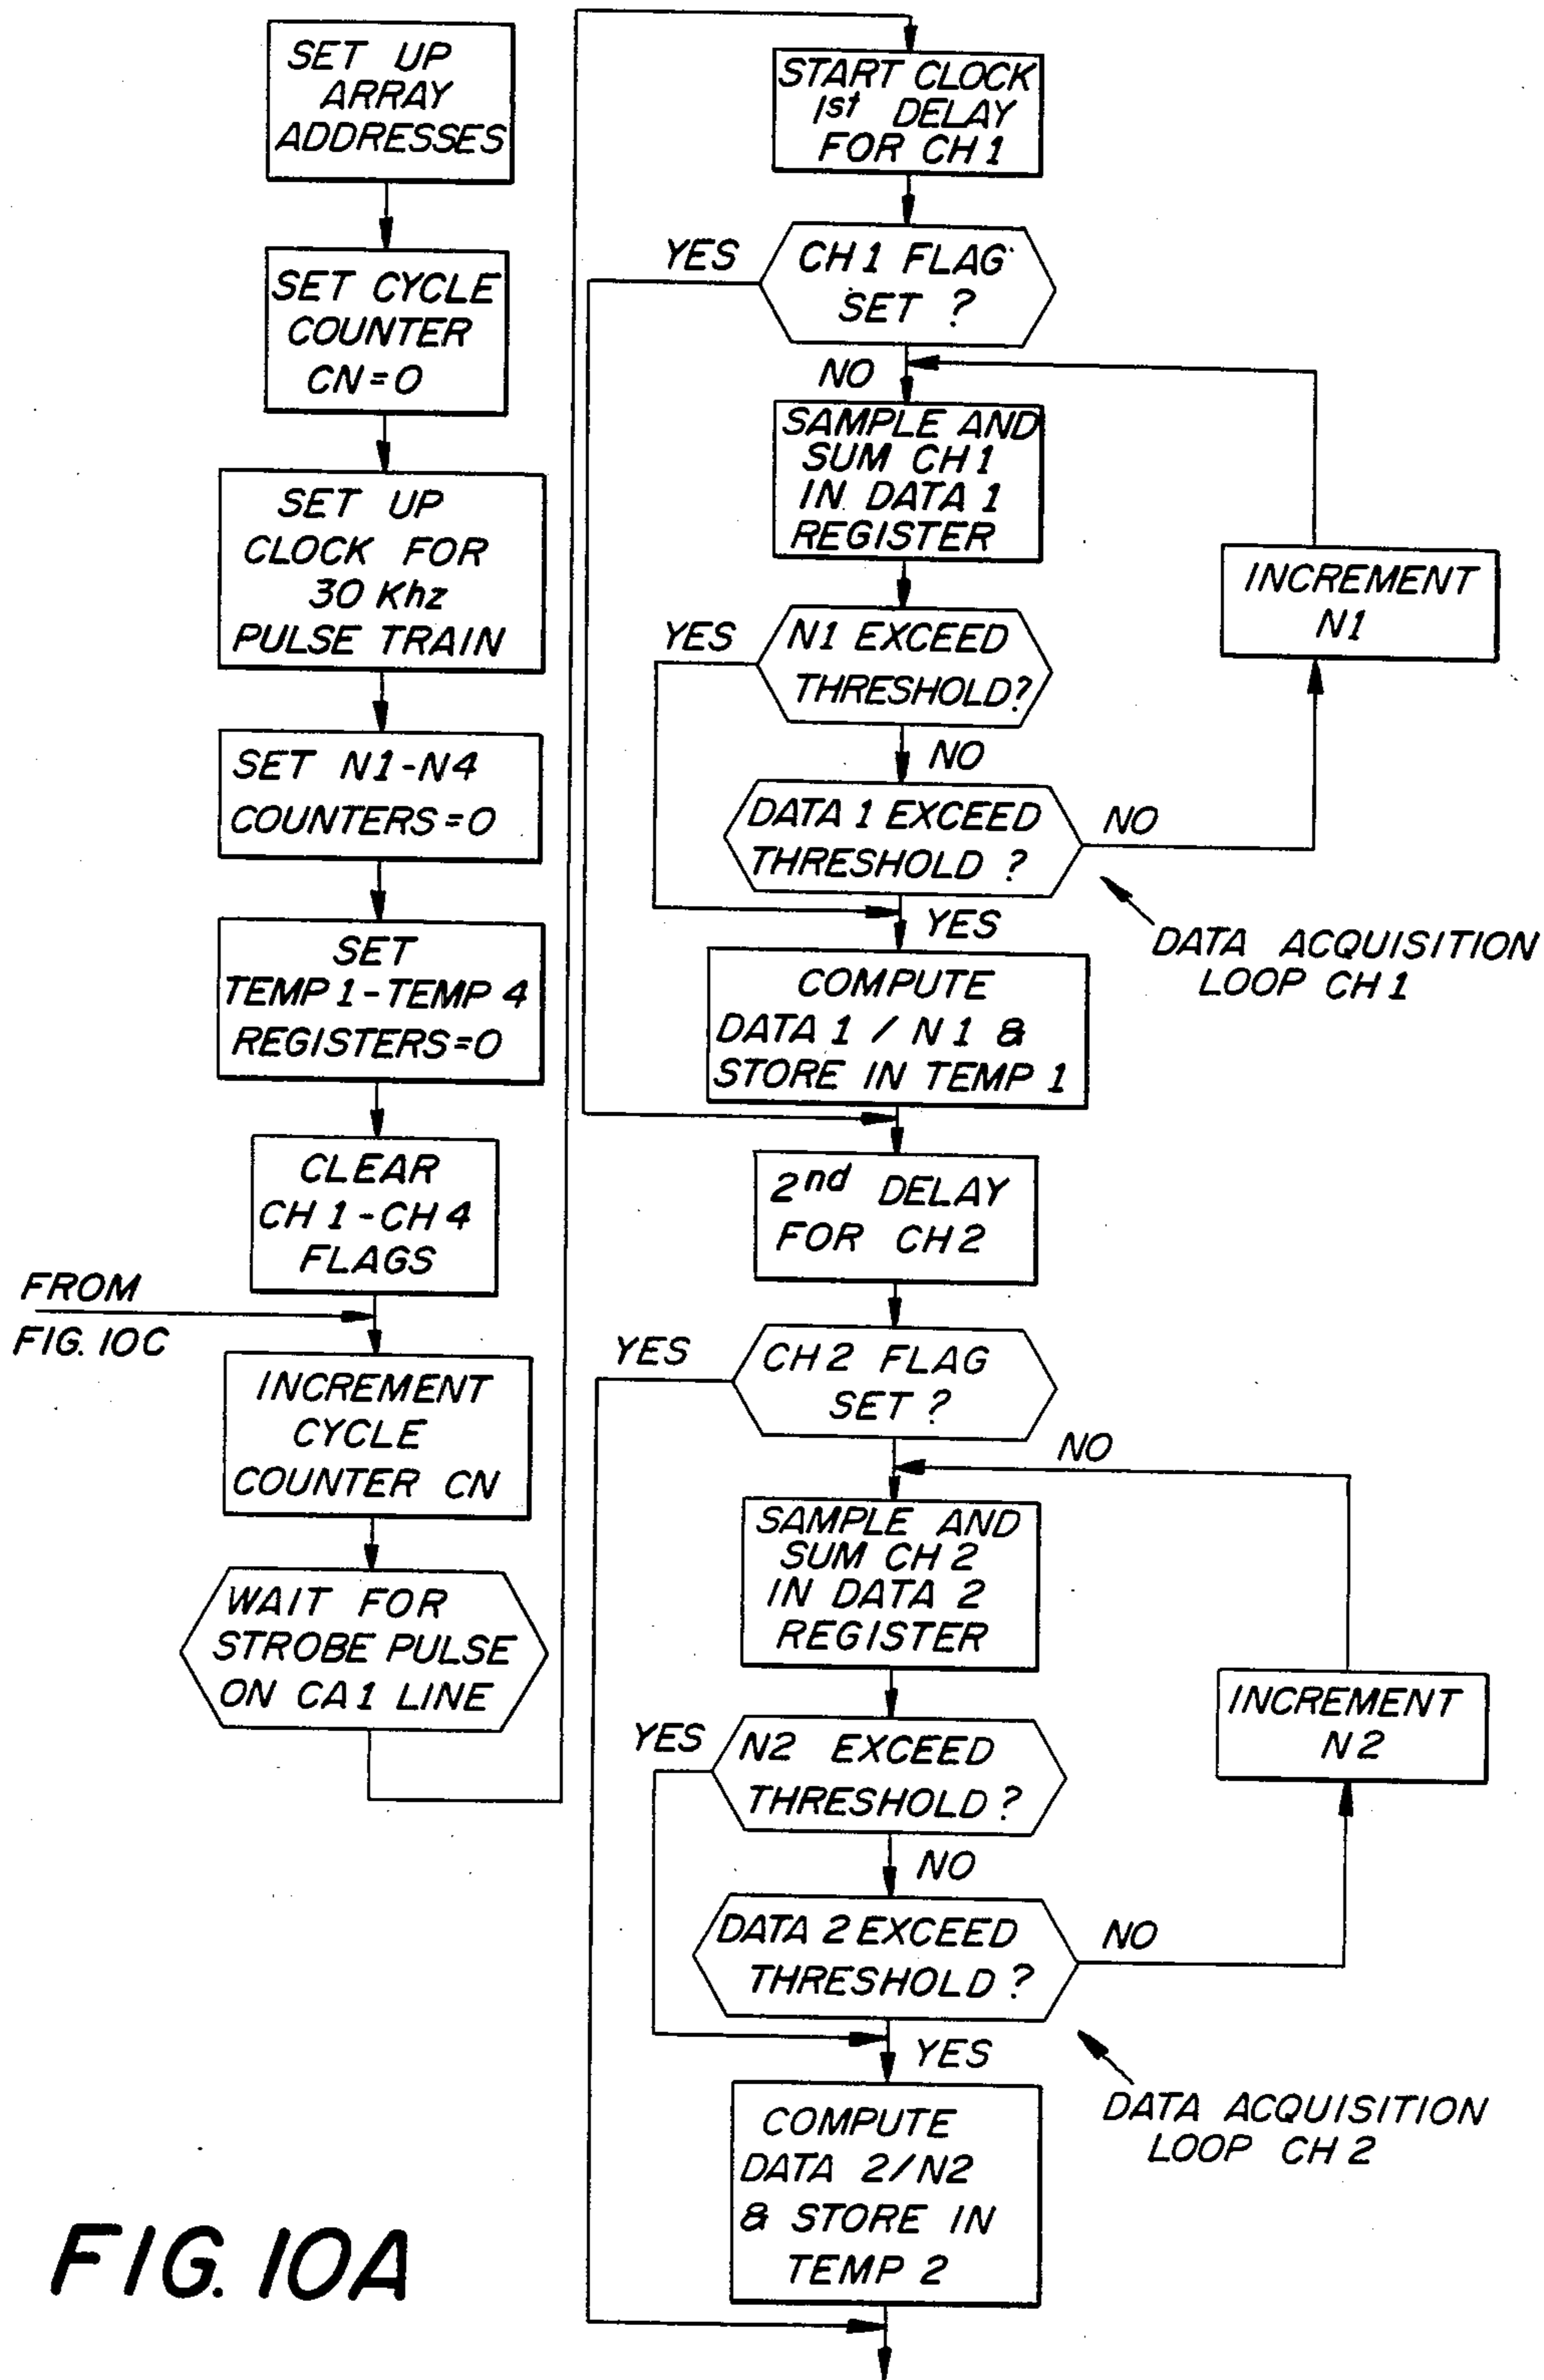 SET UP
ARRAY
ADDRESSES
SET CYCLE
COUNTER
CN=0
SET UP
CLOCK FOR
30 Khz
PULSE TRAIN
SET N1-N4
COUNTERS=0
SET
TEMP 1-TEMP 4
REGISTERS=0
CLEAR
CH 1-CH 4
FLAGS
FROM
FIG. 10C
INCREMENT
CYCLE
COUNTER CN
WAIT FOR
STROBE PULSE
ON CA1 LINE
START CLOCK
1st DELAY
FOR CH 1
CH 1 FLAG
SET ?
YES
NO
SAMPLE AND
SUM CH 1
IN DATA 1
REGISTER
INCREMENT
N1
N1 EXCEED
THRESHOLD?
YES
NO
DATA 1 EXCEED
THRESHOLD ?
NO
YES
DATA ACQUISITION
LOOP CH 1
COMPUTE
DATA 1 / N 1 &
STORE IN TEMP 1
2nd DELAY
FOR CH2
CH 2 FLAG
SET ?
YES
NO
SAMPLE AND
SUM CH 2
IN DATA 2
REGISTER
INCREMENT
N2
N2 EXCEED
THRESHOLD ?
YES
NO
DATA 2 EXCEED
THRESHOLD ?
NO
YES
DATA ACQUISITION
LOOP CH 2
COMPUTE
DATA 2/N2
& STORE IN
TEMP 2
FIG. 10A